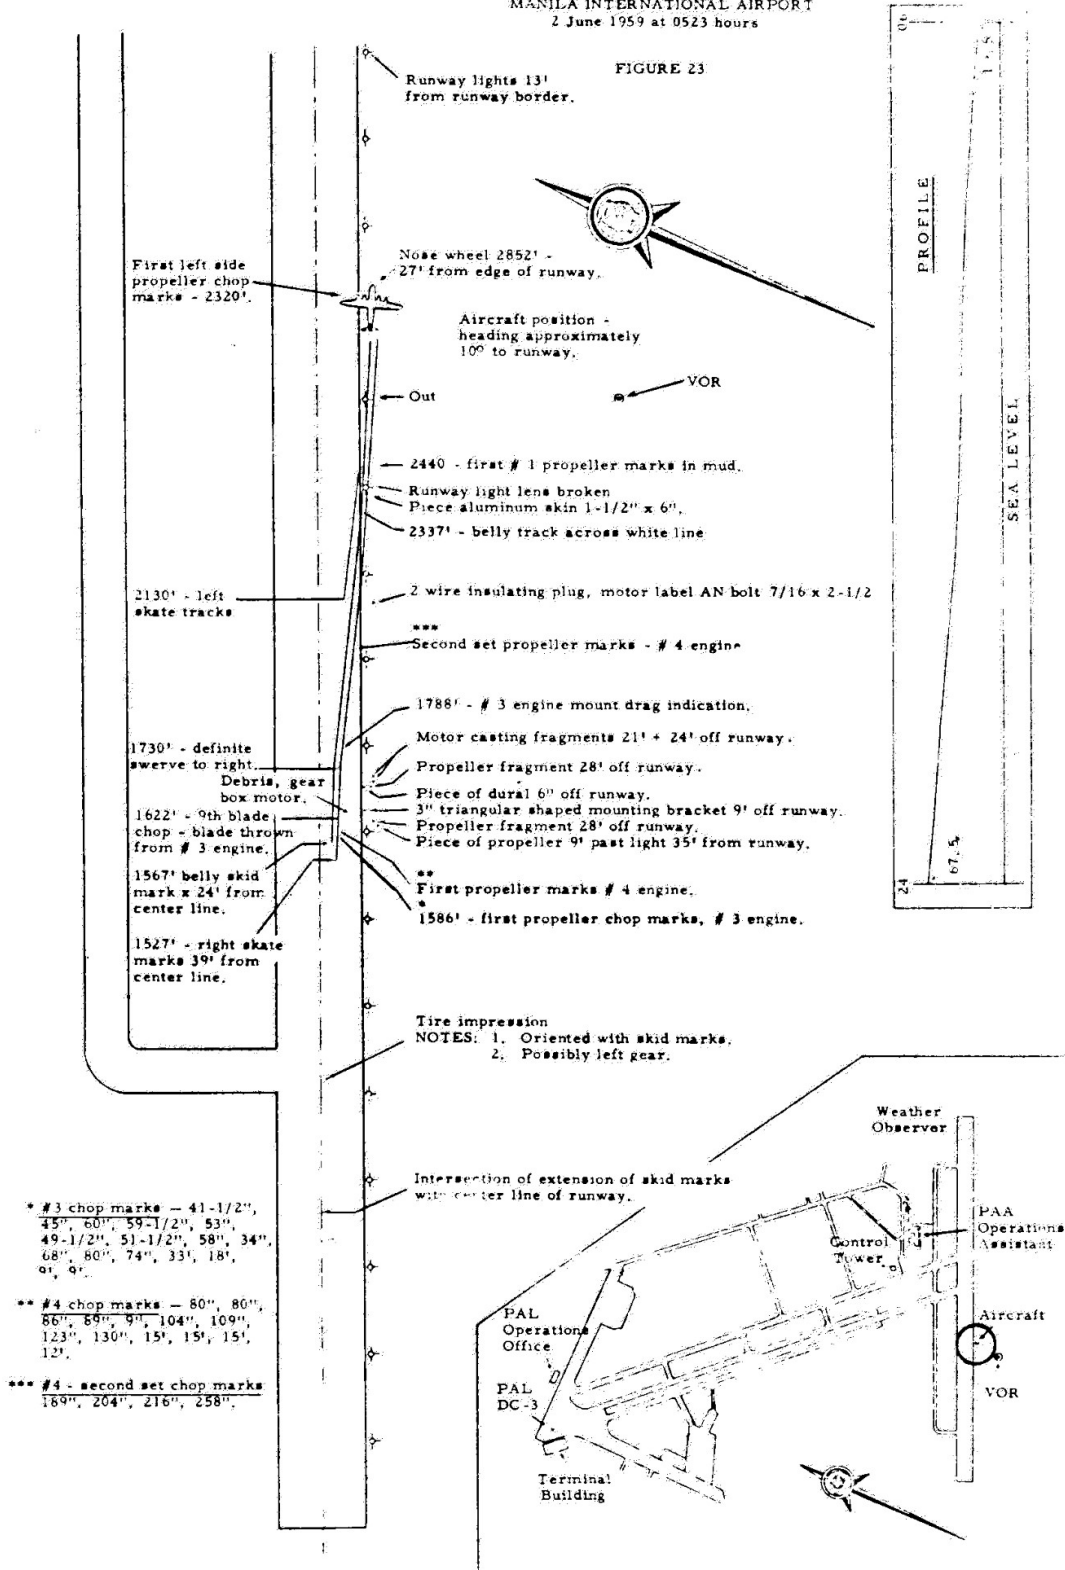 MANILA INTERNATIONAL AIRPORT
2 June 1959 at 0523 hours
FIGURE 23
Runway lights 13'
from runway border.
First left side
propeller chop
marks - 2320'.
Nose wheel 2852' -
27' from edge of runway.
Aircraft position -
heading approximately
10° to runway.
Out
VOR
2440 - first # 1 propeller marks in mud.
Runway light lens broken
Piece aluminum skin 1-1/2" x 6".
2337' - belly track across white line
2130' - left
skate tracks
2 wire insulating plug, motor label AN bolt 7/16 x 2-1/2
***
Second set propeller marks - # 4 engine
1788' - # 3 engine mount drag indication.
1730' - definite
swerve to right.
Motor casting fragments 21' + 24' off runway.
Propeller fragment 28' off runway.
Debris, gear
box motor.
Piece of dural 6" off runway.
3" triangular shaped mounting bracket 9' off runway.
Propeller fragment 28' off runway.
Piece of propeller 9' past light 35' from runway.
1622' - 9th blade
chop - blade thrown
from # 3 engine.
1567' belly skid
mark x 24' from
center line.
**
First propeller marks # 4 engine.
*
1586' - first propeller chop marks, # 3 engine.
1527' - right skate
marks 39' from
center line.
Tire impression
NOTES: 1. Oriented with skid marks.
2. Possibly left gear.
Intersection of extension of skid marks
with center line of runway.
* #3 chop marks — 41-1/2",
45", 60", 59-1/2", 53",
49-1/2", 51-1/2", 58", 34",
68", 80", 74", 33', 18',
9', 9'.
** #4 chop marks — 80", 80",
86", 89", 9", 104", 109",
123", 130", 15', 15', 15',
12'.
*** #4 - second set chop marks
189", 204", 216", 258".
PROFILE
SEA LEVEL
06
24
67.5
Weather
Observer
PAA
Operations
Assistant
Control
Tower
Aircraft
VOR
PAL
Operations
Office
PAL
DC-3
Terminal
Building